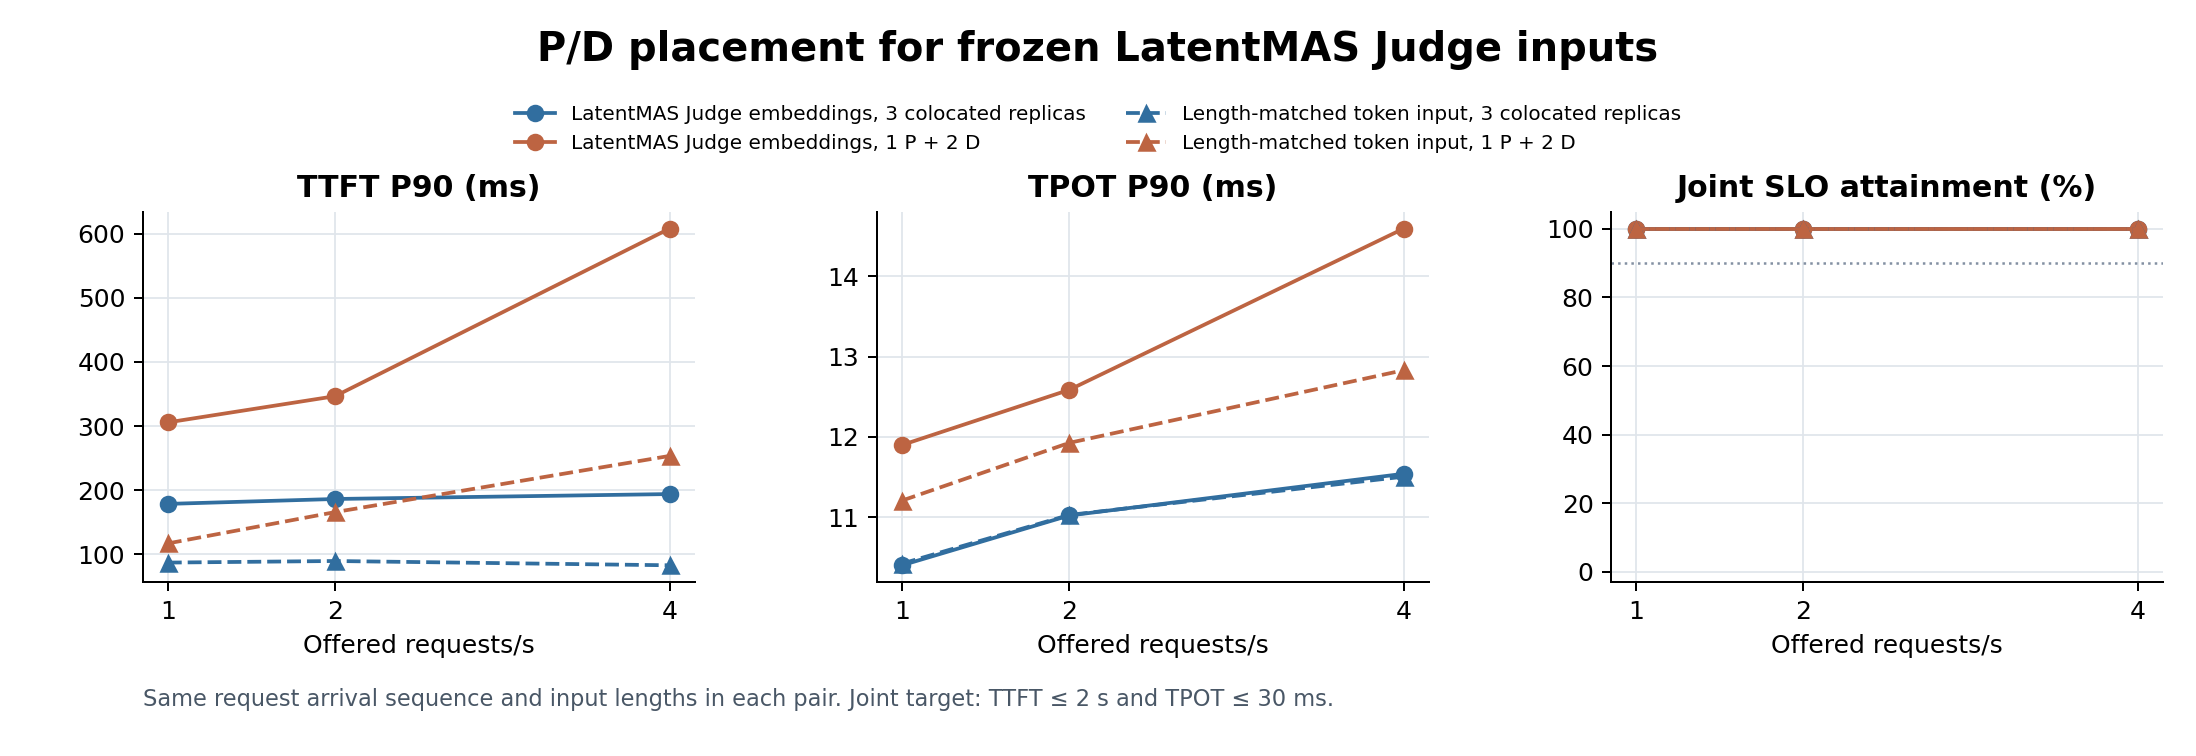 P/D placement for frozen LatentMAS Judge inputs
LatentMAS Judge embeddings, 3 colocated replicas
LatentMAS Judge embeddings, 1 P + 2 D
Length-matched token input, 3 colocated replicas
Length-matched token input, 1 P + 2 D
TTFT P90 (ms)
600
500
400
300
200
100
1 2 4
Offered requests/s
TPOT P90 (ms)
14
13
12
11
1 2 4
Offered requests/s
Joint SLO attainment (%)
100
80
60
40
20
0
1 2 4
Offered requests/s
Same request arrival sequence and input lengths in each pair. Joint target: TTFT ≤ 2 s and TPOT ≤ 30 ms.